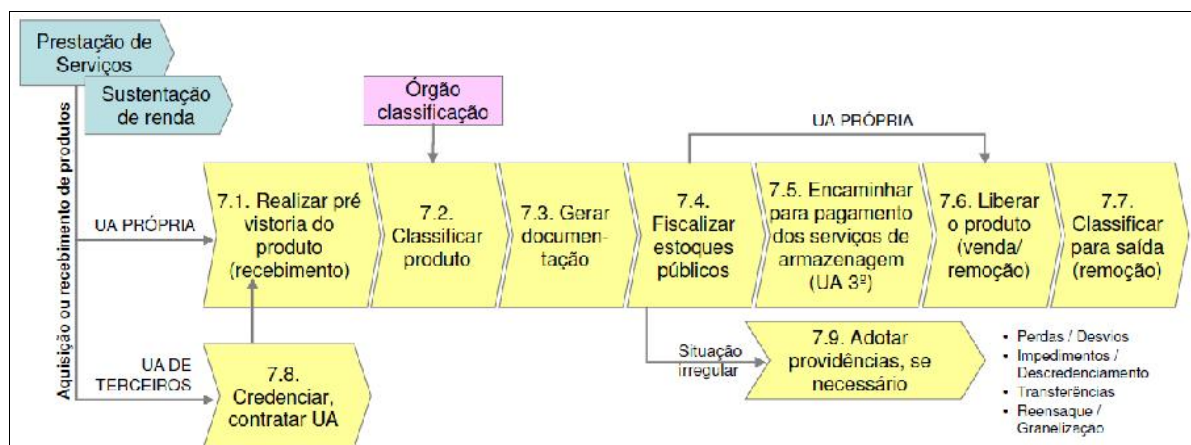 Prestação de
Serviços
Sustentação
de renda
Órgão
classificação
Aquisição ou recebimento de produtos
UA PRÓPRIA
UA PRÓPRIA
7.1. Realizar pré
vistoria do
produto
(recebimento)
7.2.
Classificar
produto
7.3. Gerar
documen-
tação
7.4.
Fiscalizar
estoques
públicos
7.5. Encaminhar
para pagamento
dos serviços de
armazenagem
(UA 3º)
7.6. Liberar
o produto
(venda/
remoção)
7.7.
Classificar
para saída
(remoção)
UA DE
TERCEIROS
7.8.
Credenciar,
contratar UA
Situação
irregular
7.9. Adotar
providências, se
necessário
• Perdas / Desvios
• Impedimentos /
Descredenciamento
• Transferências
• Reensaque /
Granelização